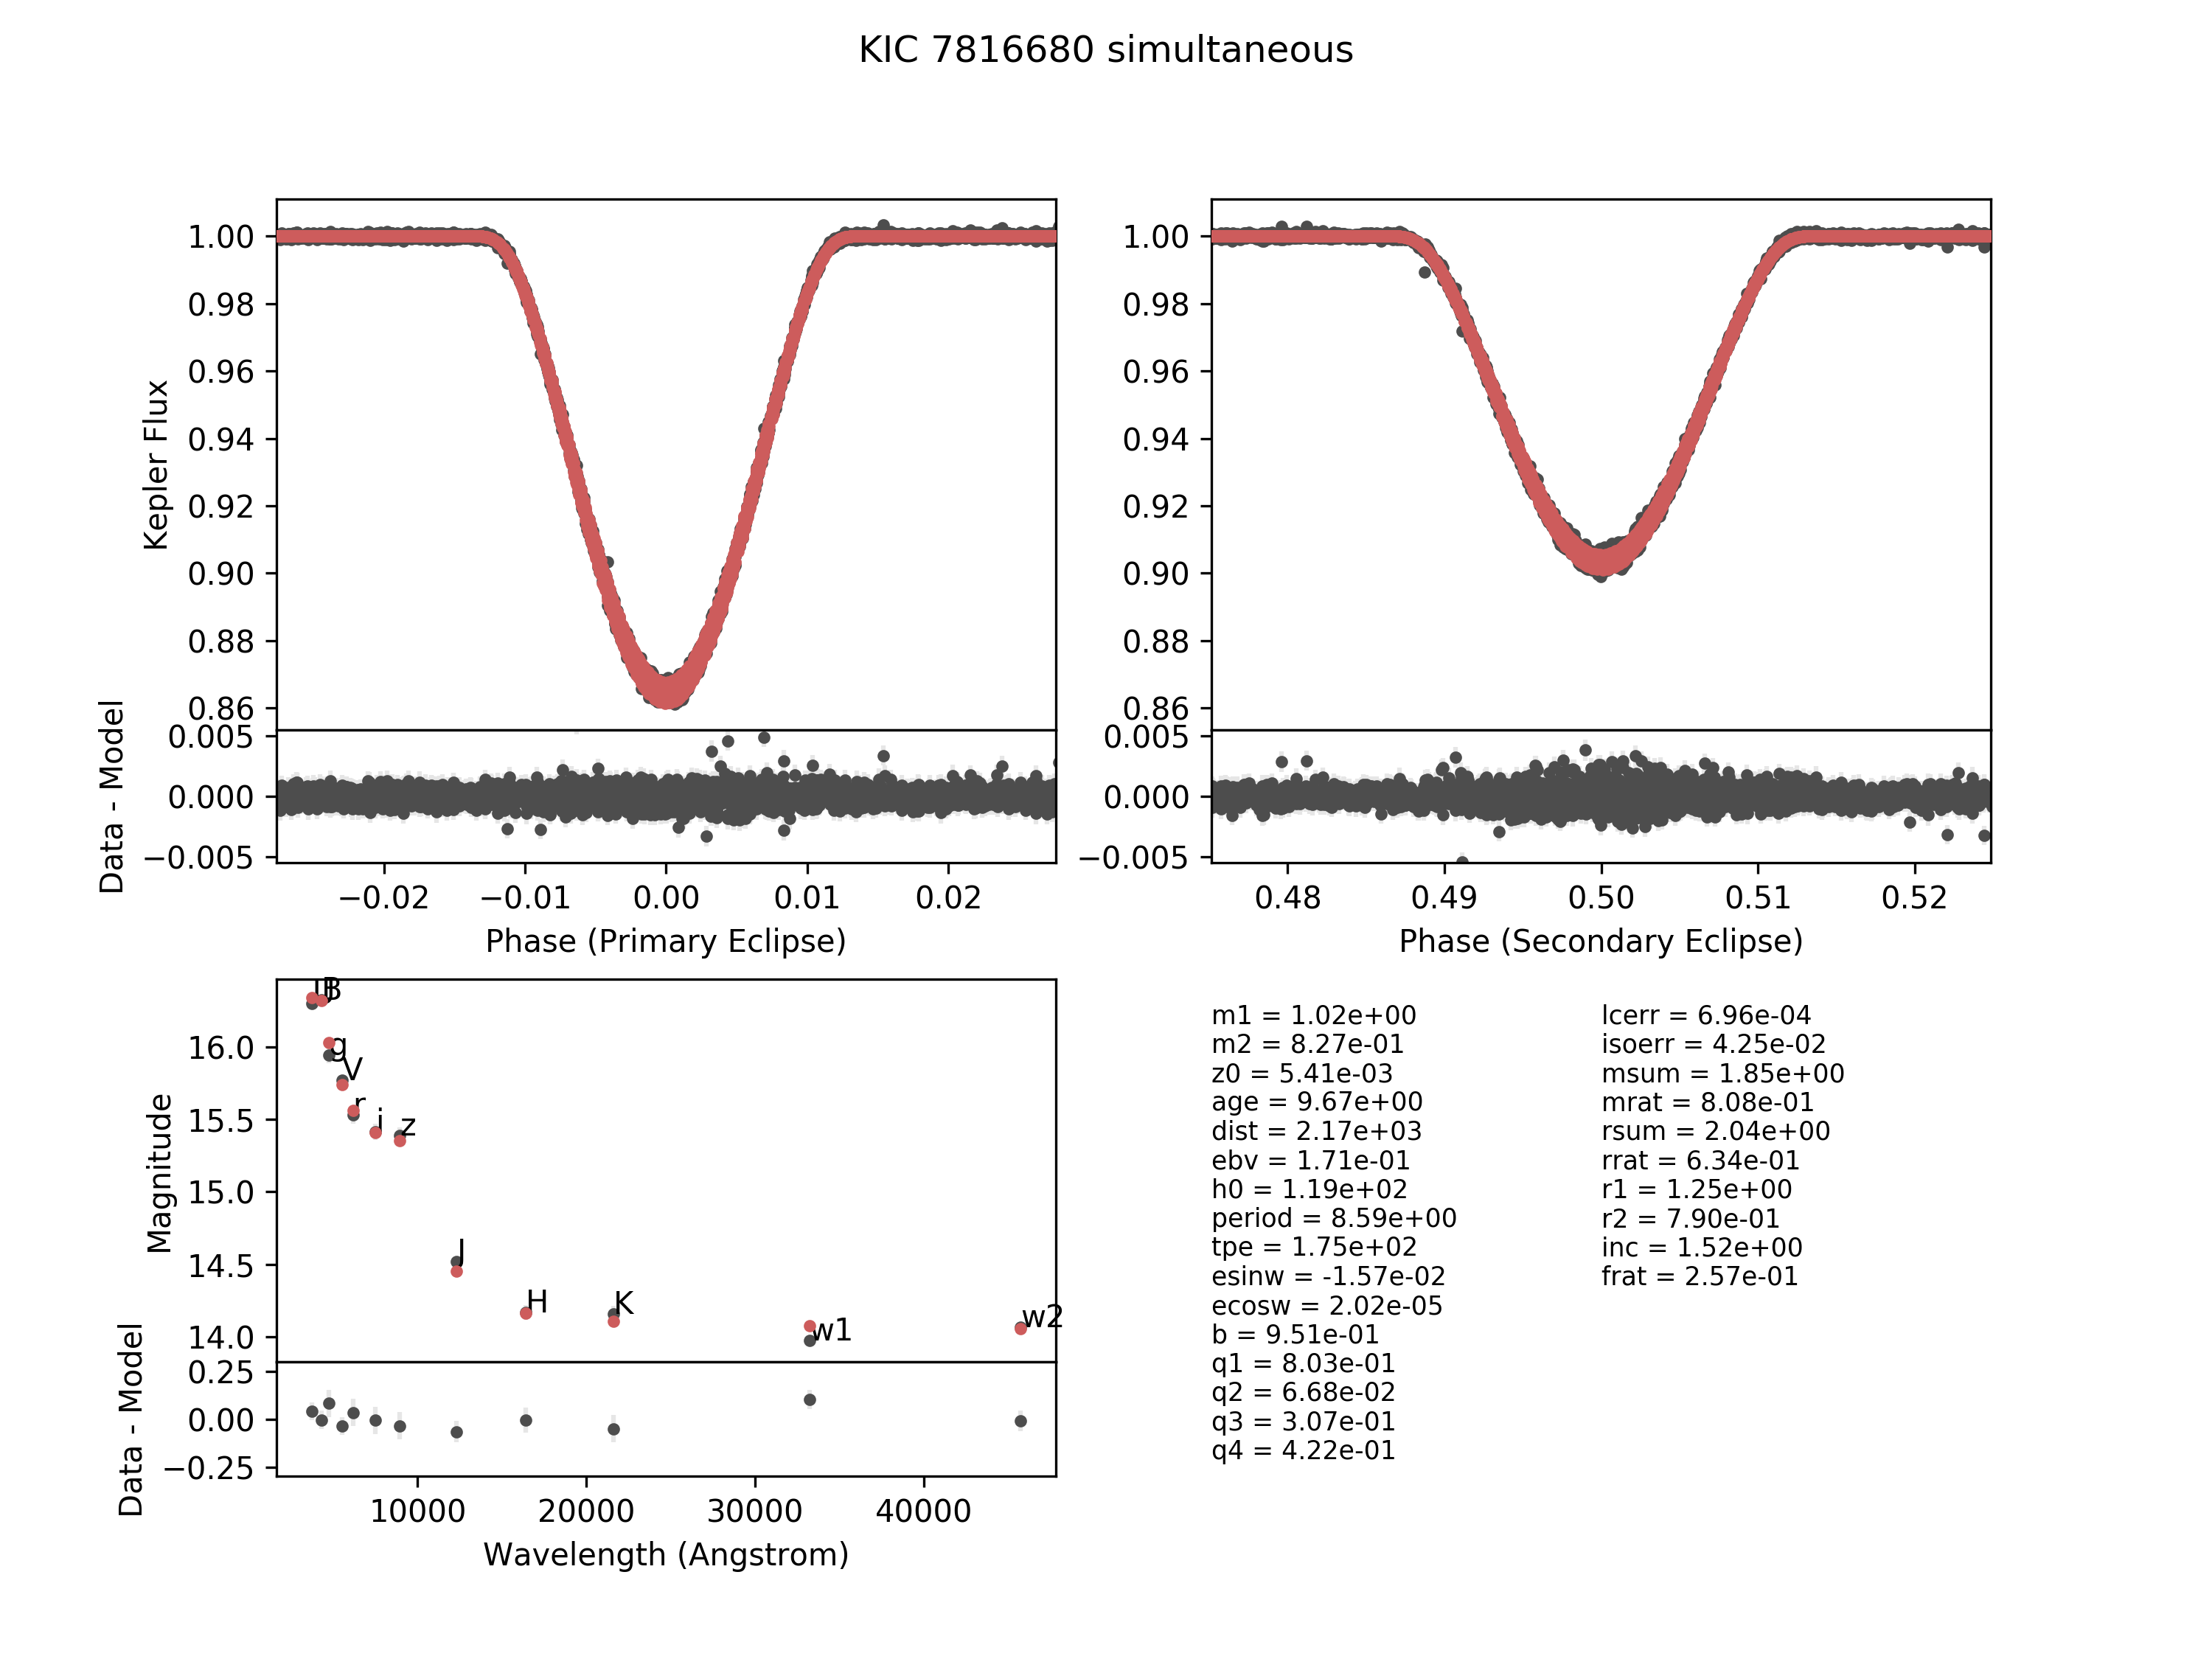 KIC 7816680 simultaneous
Kepler Flux
1.00
0.98
0.96
0.94
0.92
0.90
0.88
0.86
Data - Model
0.005
0.000
−0.005
−0.02 −0.01 0.00 0.01 0.02
Phase (Primary Eclipse)
1.00
0.98
0.96
0.94
0.92
0.90
0.88
0.86
0.005
0.000
−0.005
0.48 0.49 0.50 0.51 0.52
Phase (Secondary Eclipse)
Magnitude
16.0
15.5
15.0
14.5
14.0
U B
g
V
r
i z
J
H
K
w1
w2
Data - Model
0.25
0.00
−0.25
10000 20000 30000 40000
Wavelength (Angstrom)
m1 = 1.02e+00
m2 = 8.27e-01
z0 = 5.41e-03
age = 9.67e+00
dist = 2.17e+03
ebv = 1.71e-01
h0 = 1.19e+02
period = 8.59e+00
tpe = 1.75e+02
esinw = -1.57e-02
ecosw = 2.02e-05
b = 9.51e-01
q1 = 8.03e-01
q2 = 6.68e-02
q3 = 3.07e-01
q4 = 4.22e-01
lcerr = 6.96e-04
isoerr = 4.25e-02
msum = 1.85e+00
mrat = 8.08e-01
rsum = 2.04e+00
rrat = 6.34e-01
r1 = 1.25e+00
r2 = 7.90e-01
inc = 1.52e+00
frat = 2.57e-01